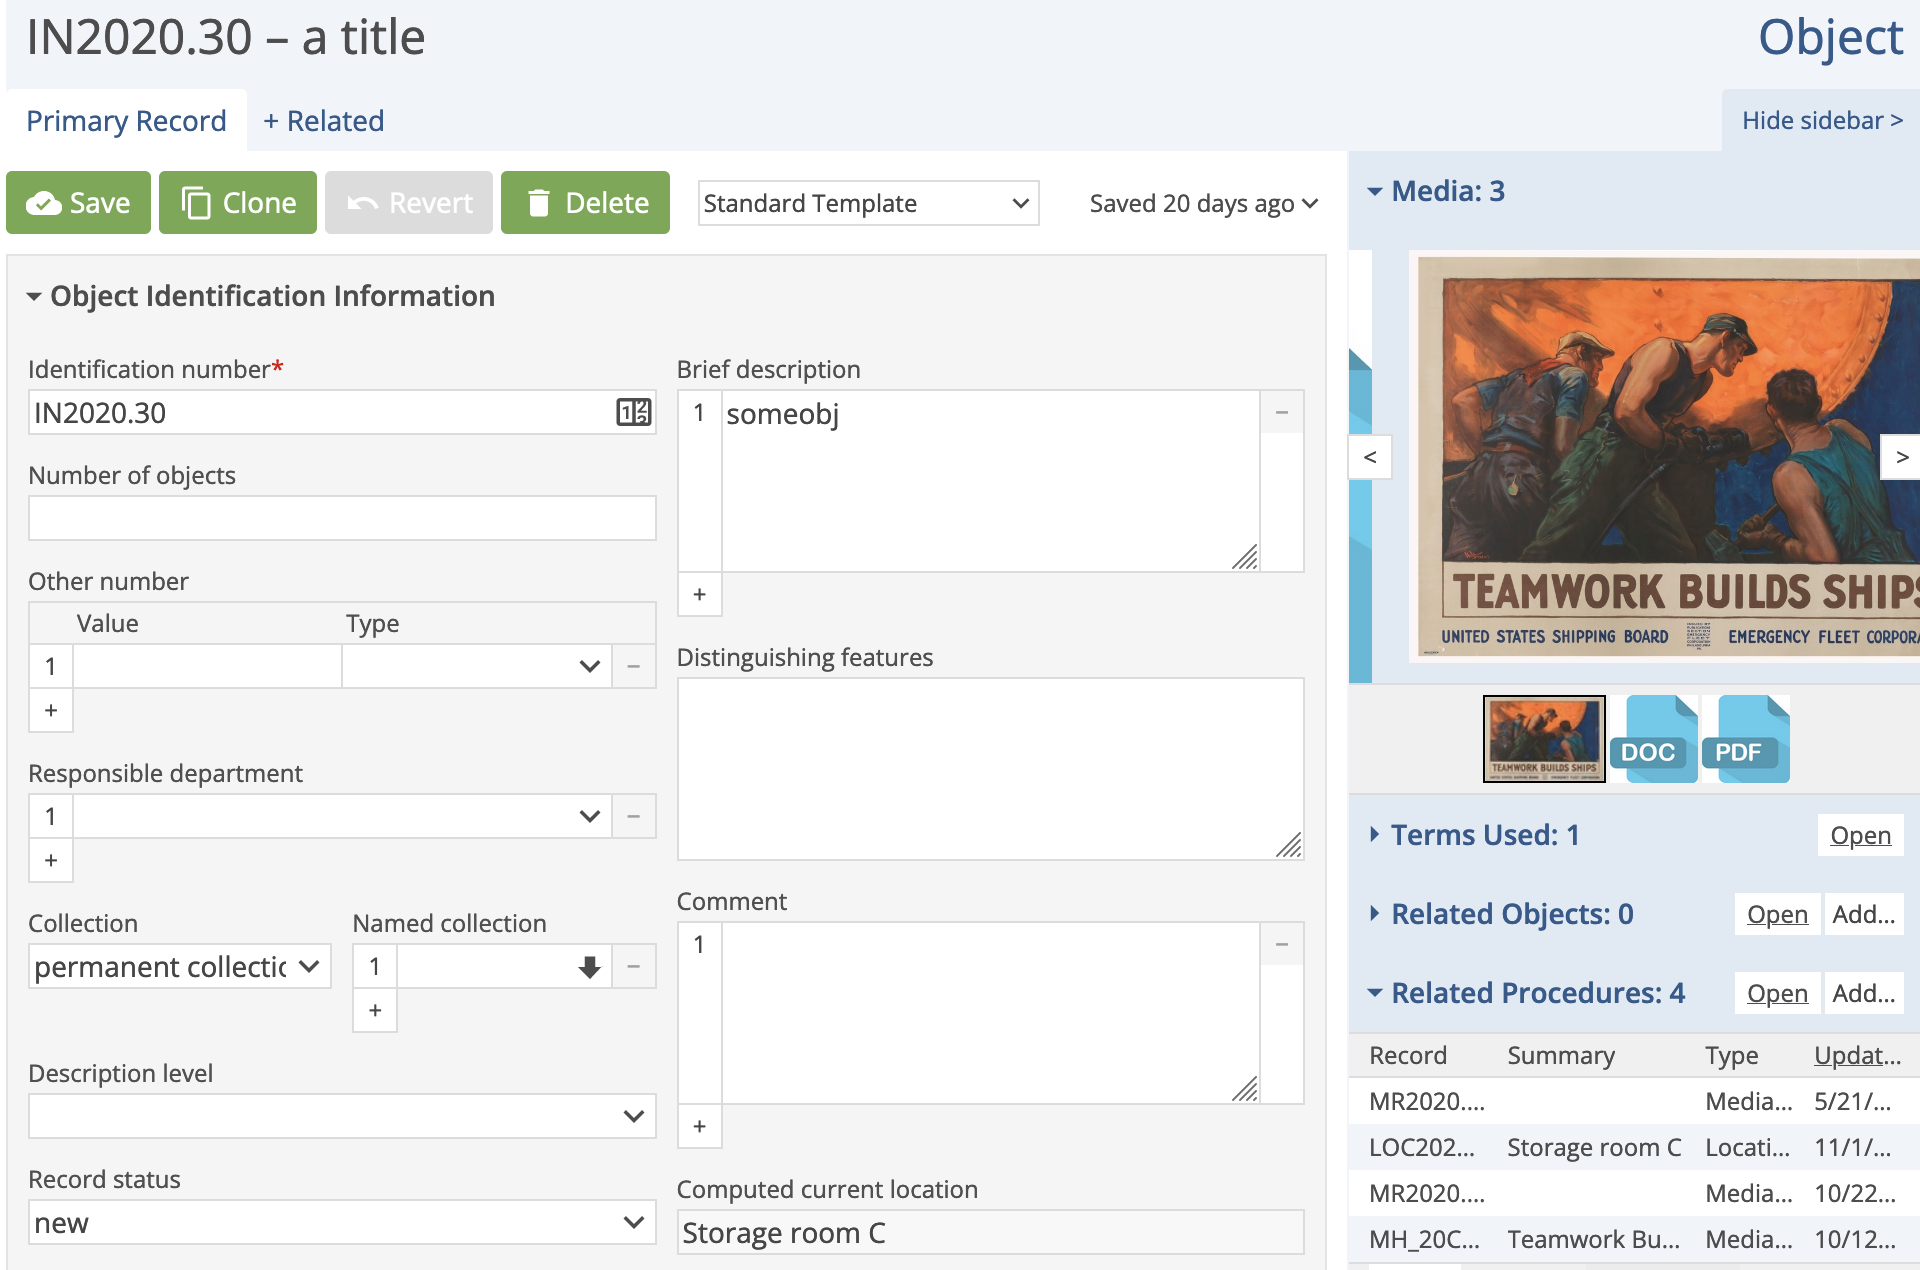 IN2020.30 – a title
Object
Primary Record
+ Related
Hide sidebar >
Save
Clone
Revert
Delete
Standard Template
Saved 20 days ago
Media: 3
Object Identification Information
Identification number*
IN2020.30
Number of objects
Other number
Value
Type
1
-
+
Responsible department
1
-
+
Collection
permanent collectic
Named collection
1
-
+
Description level
Record status
new
Brief description
1
someobj
-
+
Distinguishing features
Comment
1
-
+
Computed current location
Storage room C
<
>
TEAMWORK BUILDS SHIPS
UNITED STATES SHIPPING BOARD
EMERGENCY FLEET CORPORA
TEAMWORK BUILDS SHIPS
DOC
PDF
Terms Used: 1
Open
Related Objects: 0
Open
Add...
Related Procedures: 4
Open
Add...
Record Summary Type Updat...
MR2020.... Media... 5/21/...
LOC202... Storage room C Locati... 11/1/...
MR2020.... Media... 10/22...
MH_20C... Teamwork Bu... Media... 10/12...